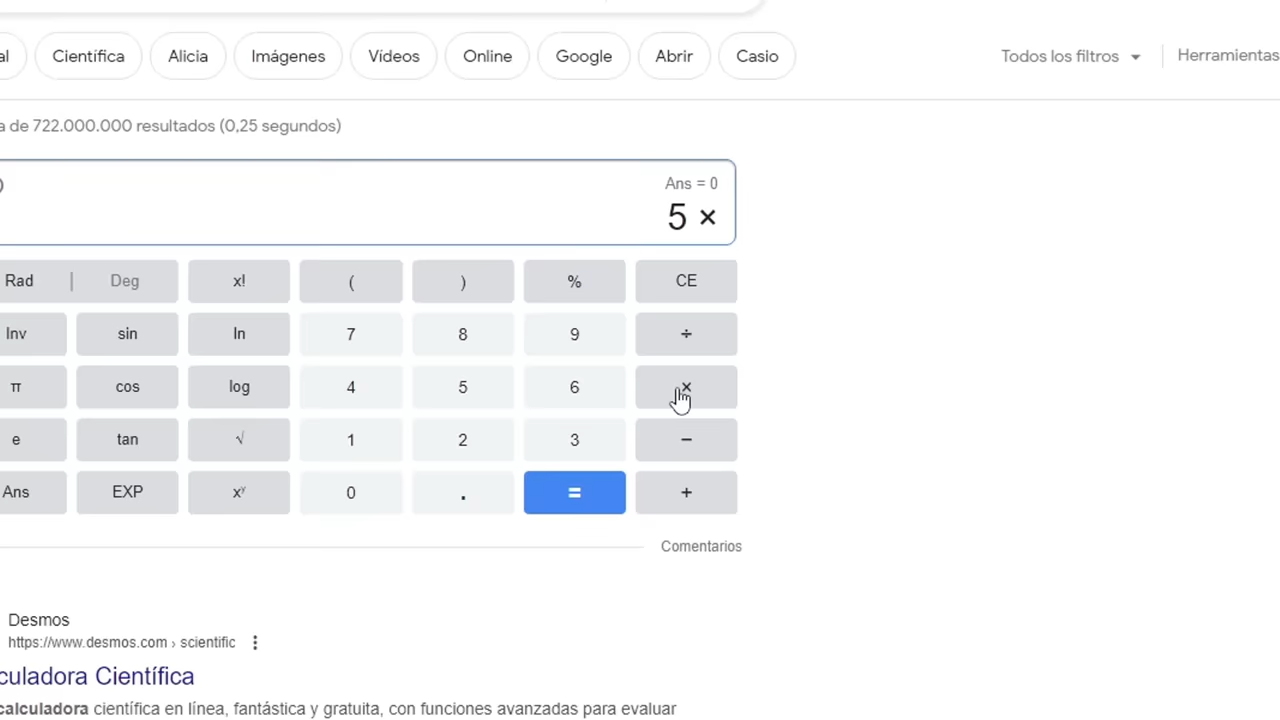 Científica Alicia Imágenes Vídeos Online Google Abrir Casio Todos los filtros Herramientas
a de 722.000.000 resultados (0,25 segundos)
Ans = 0
5 ×
Rad | Deg x! ( ) % CE
Inv sin ln 7 8 9 ÷
π cos log 4 5 6 ×
e tan √ 1 2 3 −
Ans EXP xʸ 0 . = +
Comentarios
Desmos
https://www.desmos.com › scientific
culadora Científica
calculadora científica en línea, fantástica y gratuita, con funciones avanzadas para evaluar